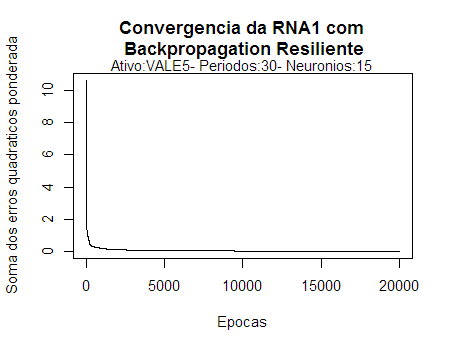 Convergencia da RNA1 com
Backpropagation Resiliente
Ativo:VALE5- Periodos:30- Neuronios:15
Soma dos erros quadraticos ponderada
10
8
6
4
2
0
0 5000 10000 15000 20000
Epocas